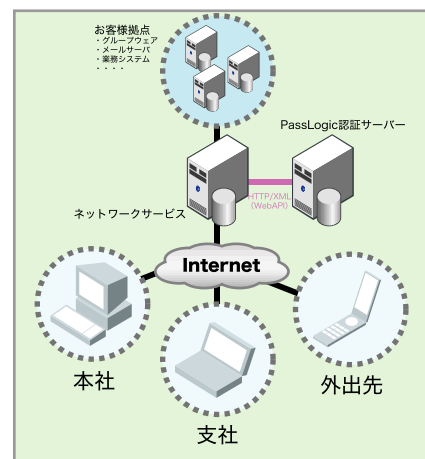 お客様拠点
・グループウェア
・メールサーバ
・業務システム
・・・・
PassLogic認証サーバー
HTTP/XML
(WebAPI)
ネットワークサービス
Internet
本社
外出先
支社